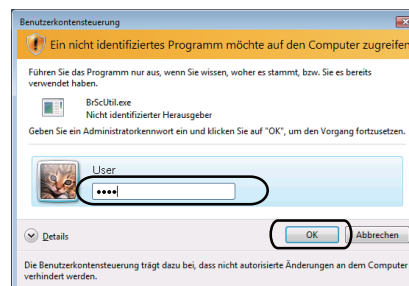 Benutzerkontensteuerung
Ein nicht identifiziertes Programm möchte auf den Computer zugreifen
Führen Sie das Programm nur aus, wenn Sie wissen, woher es stammt, bzw. Sie es bereits
verwendet haben.
BrScUtil.exe
Nicht identifizierter Herausgeber
Geben Sie ein Administratorkennwort ein und klicken Sie auf "OK", um den Vorgang fortzusetzen.
User
••••
Details
OK
Abbrechen
Die Benutzerkontensteuerung trägt dazu bei, dass nicht autorisierte Änderungen an dem Computer
verhindert werden.